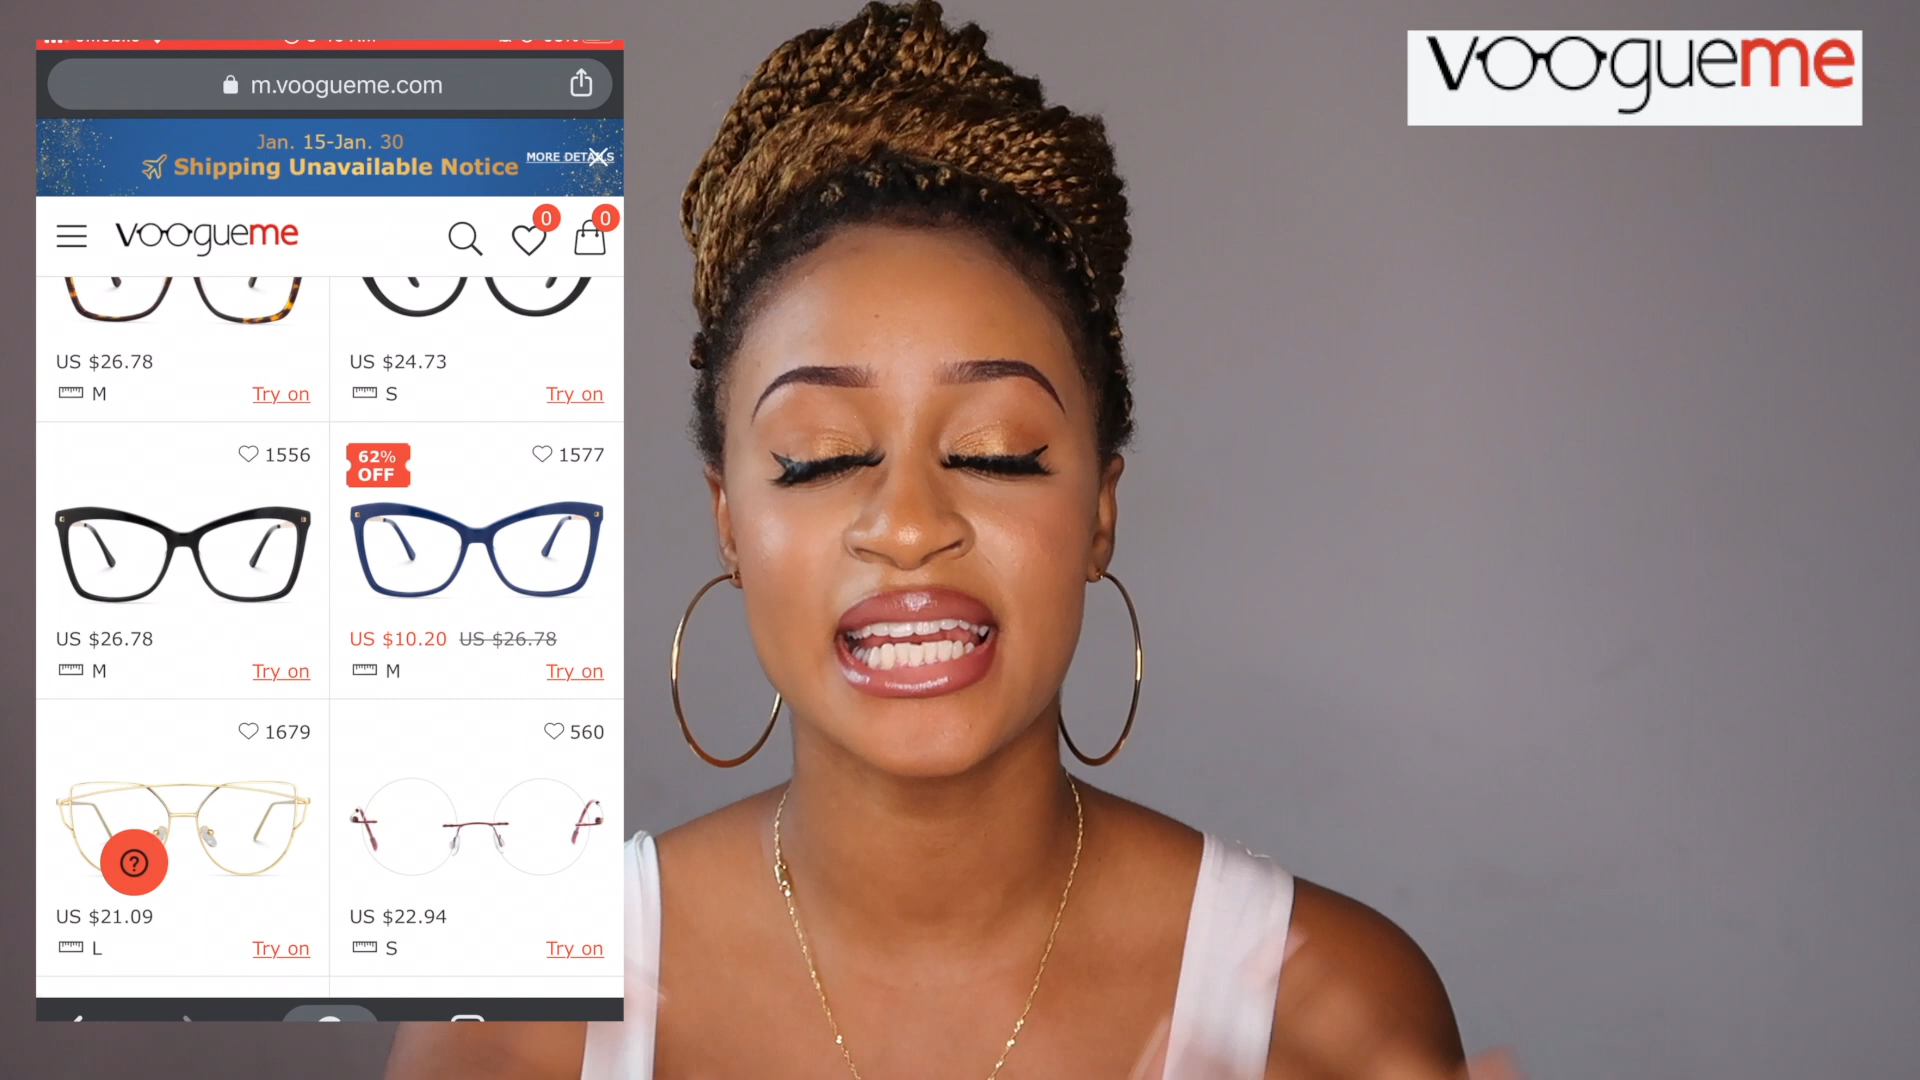 m.voogueme.com
Jan. 15-Jan. 30
Shipping Unavailable Notice
MORE DETAILS
voogueme
0
0
US $26.78
M
Try on
US $24.73
S
Try on
1556
US $26.78
M
Try on
62%
OFF
1577
US $10.20 US $26.78
M
Try on
1679
US $21.09
L
Try on
560
US $22.94
S
Try on
voogueme